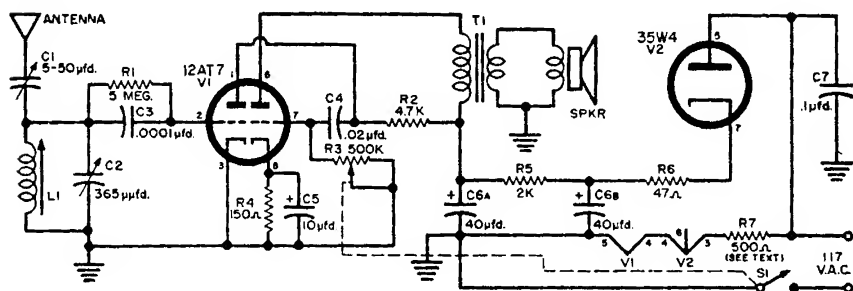 ANTENNA
C1
5-50µµfd.
R1
5 MEG.
C3
.0001µfd.
L1
C2
365µµfd.
12AT7
V1
1
6
2
7
3
8
R4
150Ω
C5
10µfd.
C4
.02µfd.
R3 500K
R2
4.7K
T1
SPKR
35W4
V2
5
7
C7
.1µfd.
R5
2K
R6
47Ω
C6A
40µfd.
C6B
40µfd.
5
V1
4
4
6
V2
3
R7
500Ω
(SEE TEXT)
S1
117
V.A.C.